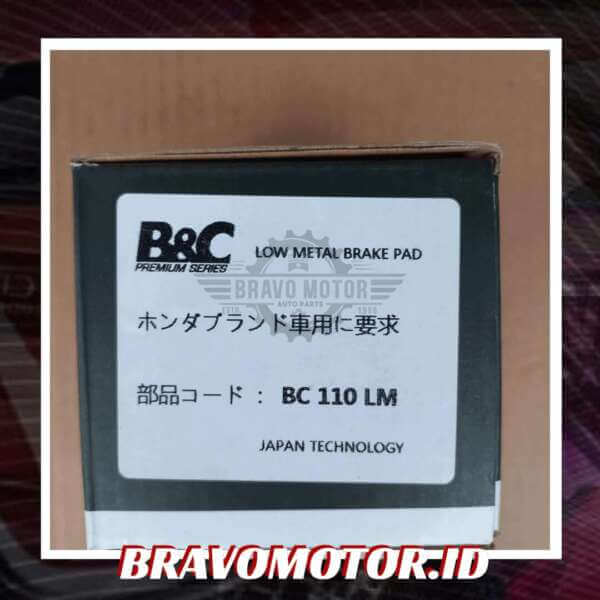 B&C
PREMIUM SERIES
LOW METAL BRAKE PAD
BRAVO MOTOR
AUTO PARTS
ホンダブランド車用に要求
部品コード : BC 110 LM
JAPAN TECHNOLOGY
BRAVOMOTOR.ID